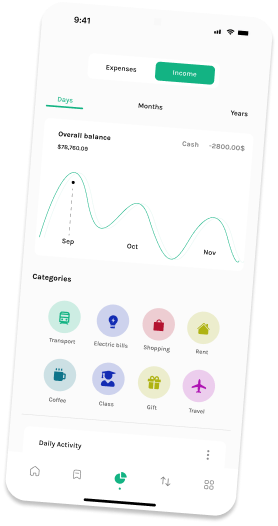 9:41
Expenses Income
Days Months Years
Overall balance
Cash -2800.00$
$78,760.09
Sep Oct Nov
Categories
Transport Electric bills Shopping Rent
Coffee Class Gift Travel
Daily Activity